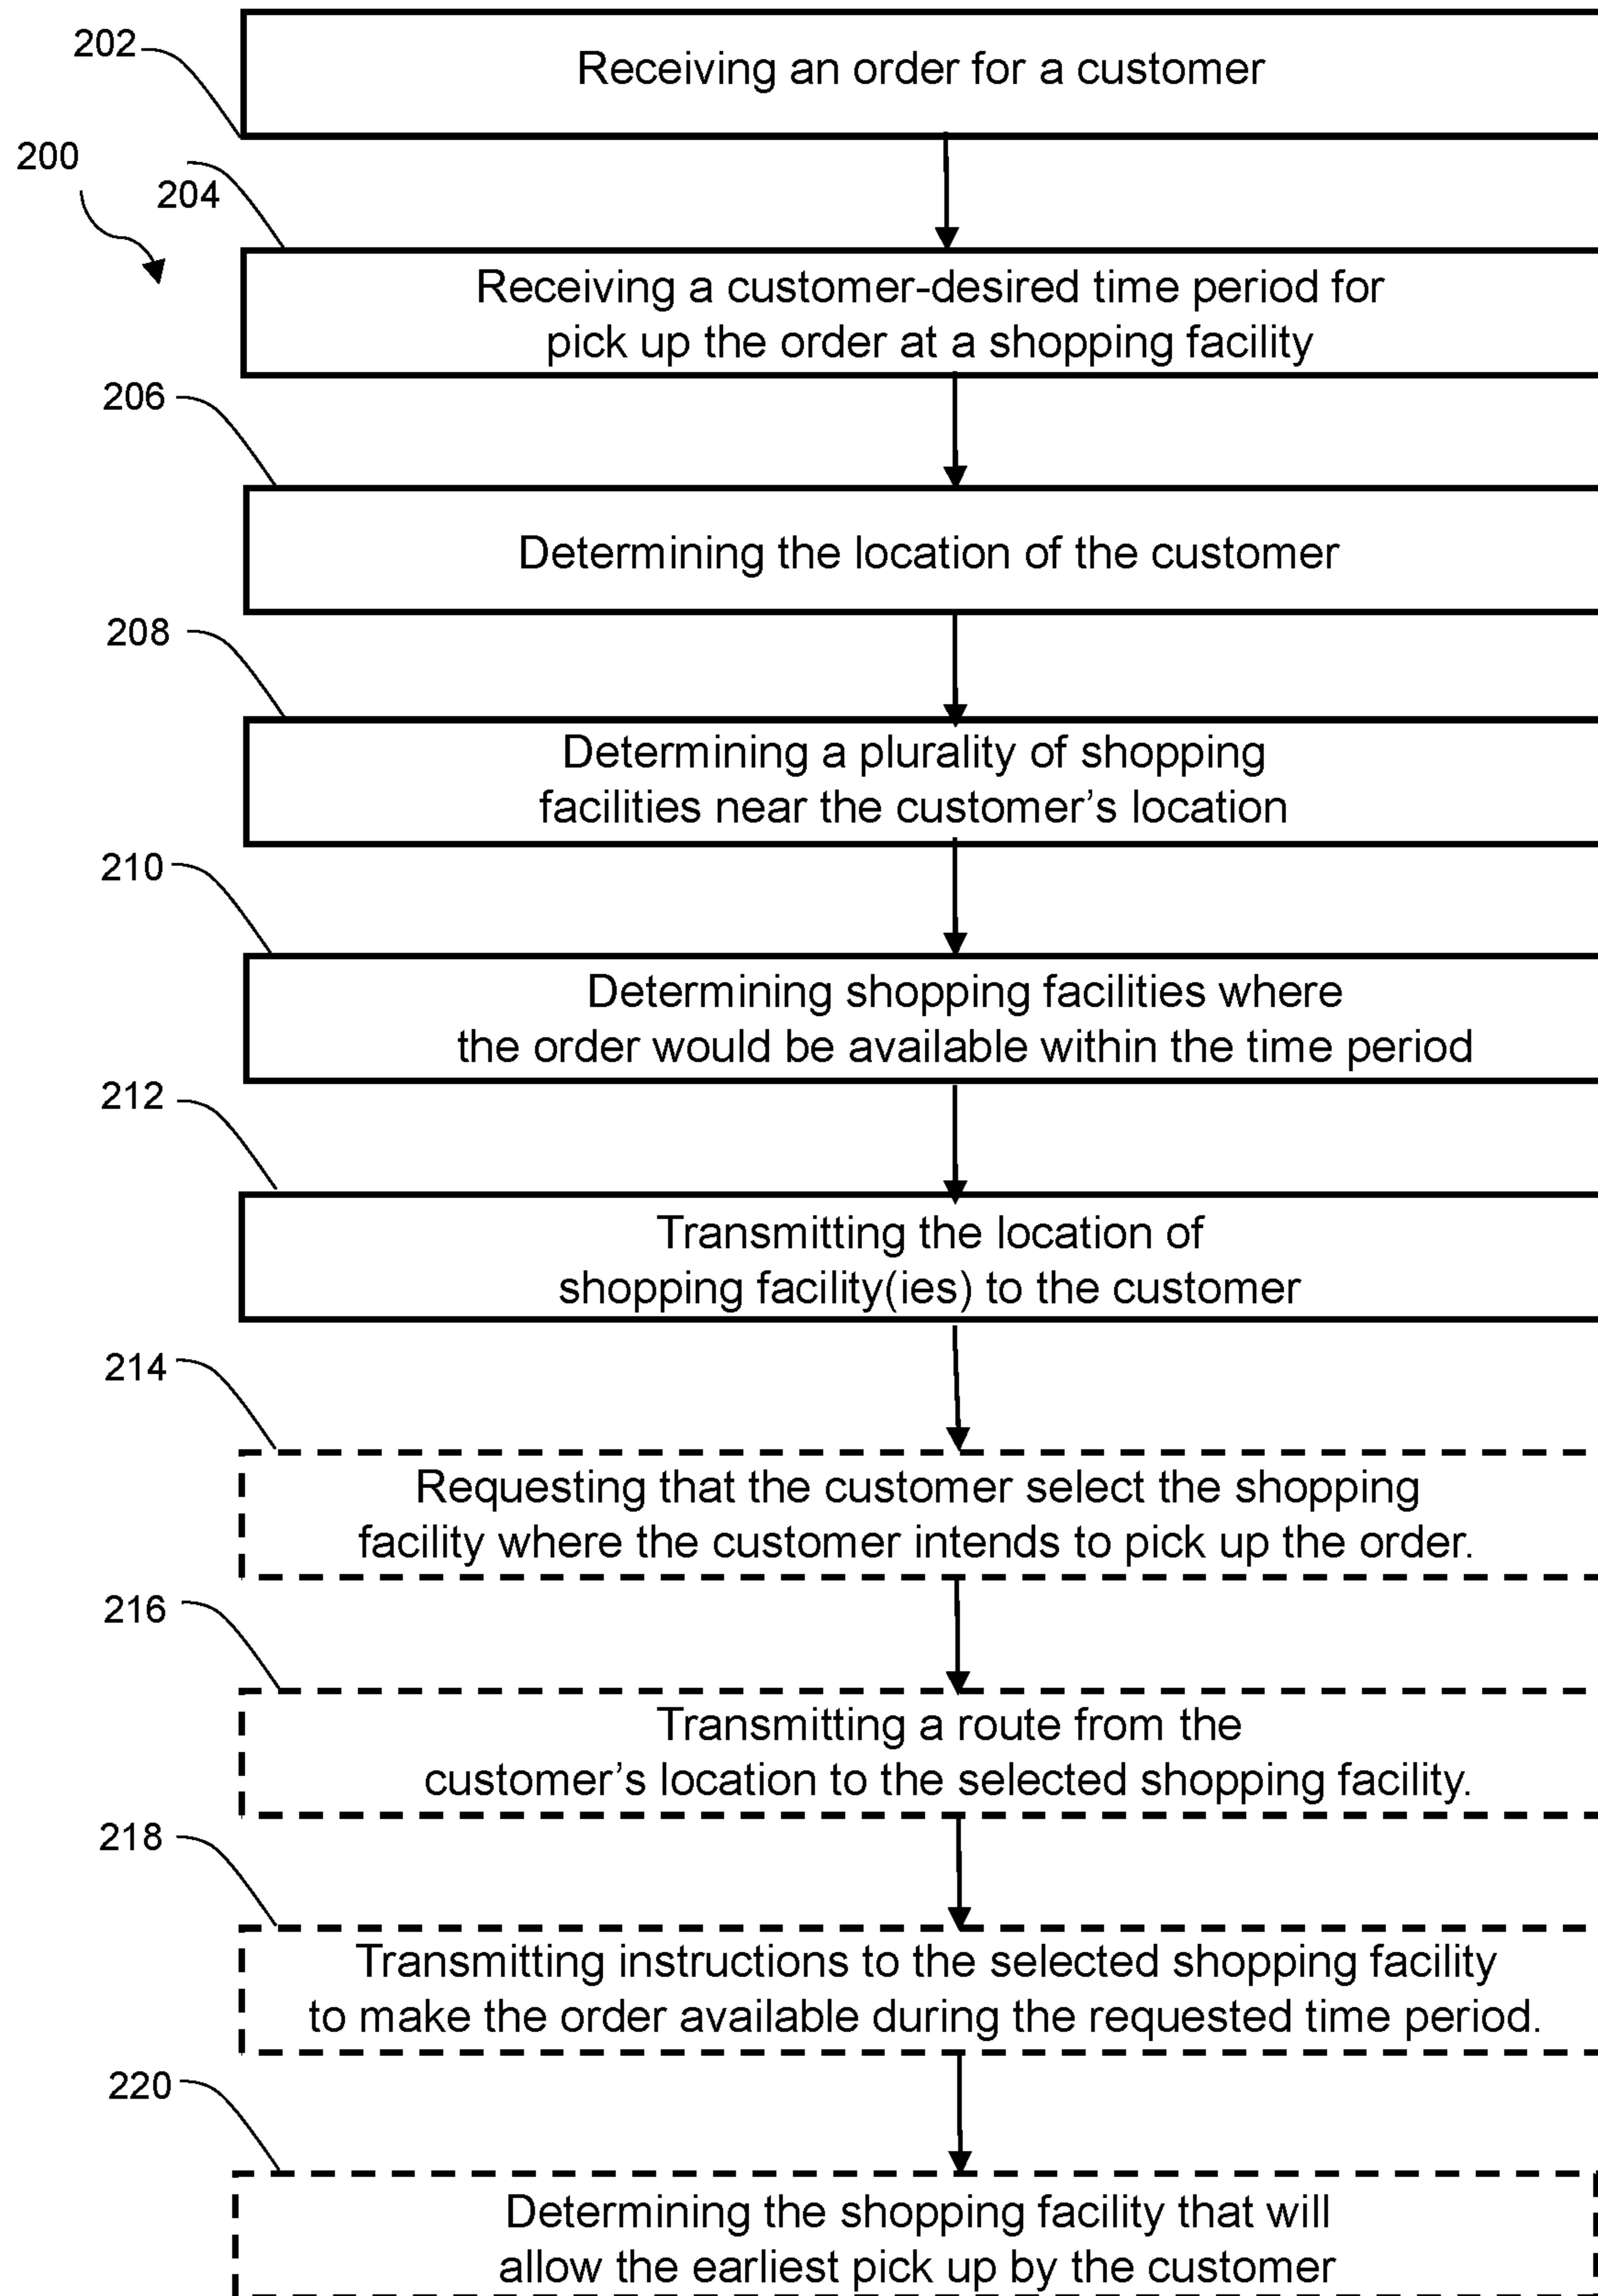 202
Receiving an order for a customer
200
204
Receiving a customer-desired time period for
pick up the order at a shopping facility
206
Determining the location of the customer
208
Determining a plurality of shopping
facilities near the customer’s location
210
Determining shopping facilities where
the order would be available within the time period
212
Transmitting the location of
shopping facility(ies) to the customer
214
Requesting that the customer select the shopping
facility where the customer intends to pick up the order.
216
Transmitting a route from the
customer’s location to the selected shopping facility.
218
Transmitting instructions to the selected shopping facility
to make the order available during the requested time period.
220
Determining the shopping facility that will
allow the earliest pick up by the customer